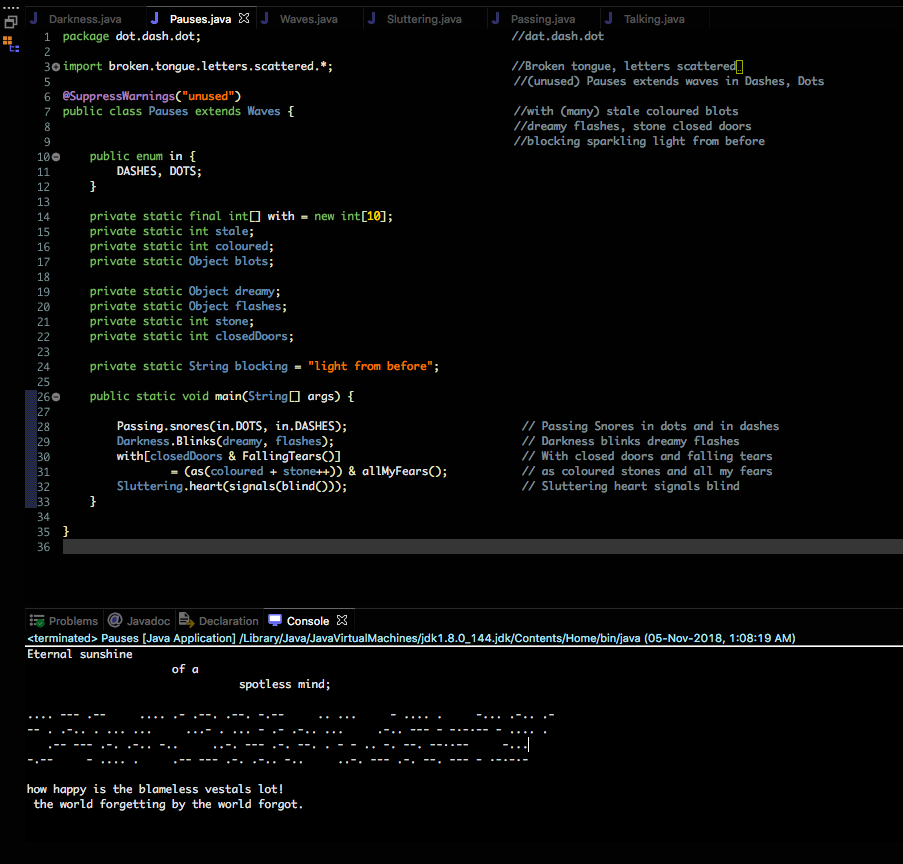 Darkness.java Pauses.java Waves.java Sluttering.java Passing.java Talking.java
1 package dot.dash.dot; //dat.dash.dot
2
3 import broken.tongue.letters.scattered.*; //Broken tongue, letters scattered.
5 //(unused) Pauses extends waves in Dashes, Dots
6 @SuppressWarnings("unused")
7 public class Pauses extends Waves { //with (many) stale coloured blots
8 //dreamy flashes, stone closed doors
9 //blocking sparkling light from before
10 public enum in {
11 DASHES, DOTS;
12 }
13
14 private static final int[] with = new int[10];
15 private static int stale;
16 private static int coloured;
17 private static Object blots;
18
19 private static Object dreamy;
20 private static Object flashes;
21 private static int stone;
22 private static int closedDoors;
23
24 private static String blocking = "light from before";
25
26 public static void main(String[] args) {
27
28 Passing.snores(in.DOTS, in.DASHES); // Passing Snores in dots and in dashes
29 Darkness.Blinks(dreamy, flashes); // Darkness blinks dreamy flashes
30 with[closedDoors & FallingTears()] // With closed doors and falling tears
31 = (as(coloured + stone++)) & allMyFears(); // as coloured stones and all my fears
32 Sluttering.heart(signals(blind())); // Sluttering heart signals blind
33 }
34
35 }
36
Problems @ Javadoc Declaration Console
<terminated> Pauses [Java Application] /Library/Java/JavaVirtualMachines/jdk1.8.0_144.jdk/Contents/Home/bin/java (05-Nov-2018, 1:08:19 AM)
Eternal sunshine
of a
spotless mind;
.... --- .-- .... .- .--. .--. -.-- .. ... - .... . -... .-.. .-
-- . .-.. . ... ... ...- . ... - .- .-.. ... .-.. --- - -.-.-- - .... .
.-- --- .-. .-.. -.. ..-. --- .-. --. . - - .. -. --. --..-- -...
-.-- - .... . .-- --- .-. .-.. -.. ..-. --- .-. --. --- - .-.-.-
how happy is the blameless vestals lot!
the world forgetting by the world forgot.